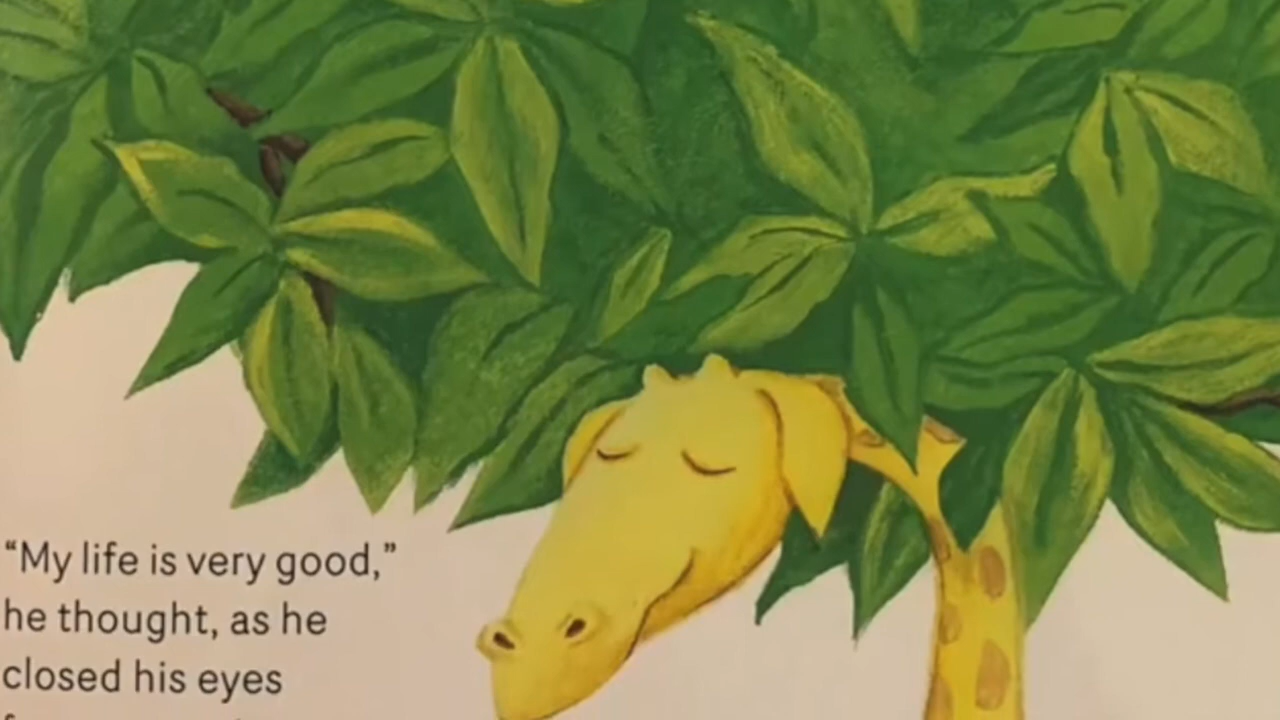 “My life is very good,”
he thought, as he
closed his eyes